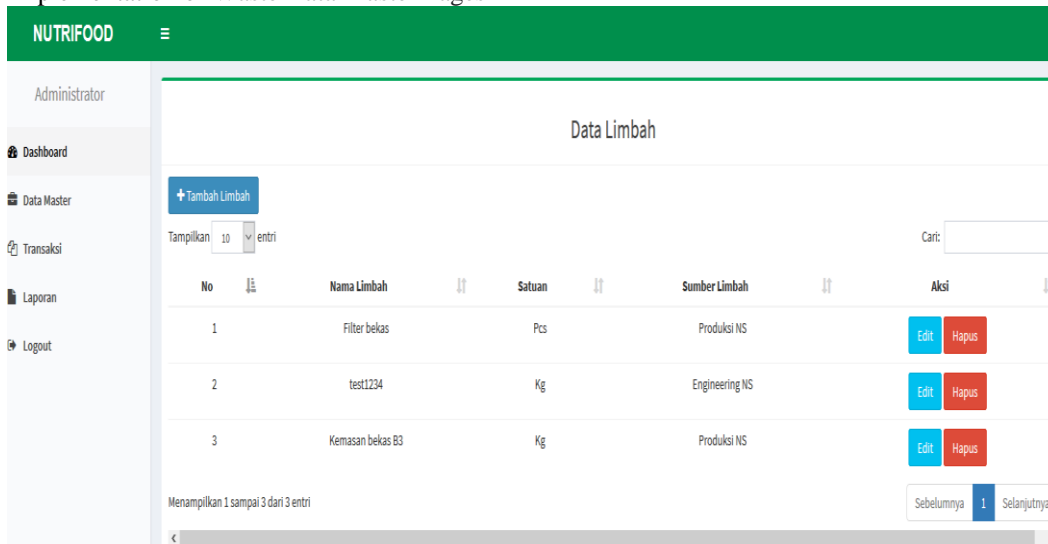 NUTRIFOOD
Administrator
Dashboard
Data Master
Transaksi
Laporan
Logout
Data Limbah
Tambah Limbah
Tampilkan 10 entri
Cari:
No Nama Limbah Satuan Sumber Limbah Aksi
1 Filter bekas Pcs Produksi NS Edit Hapus
2 test1234 Kg Engineering NS Edit Hapus
3 Kemasan bekas B3 Kg Produksi NS Edit Hapus
Menampilkan 1 sampai 3 dari 3 entri
Sebelumnya 1 Selanjutnya